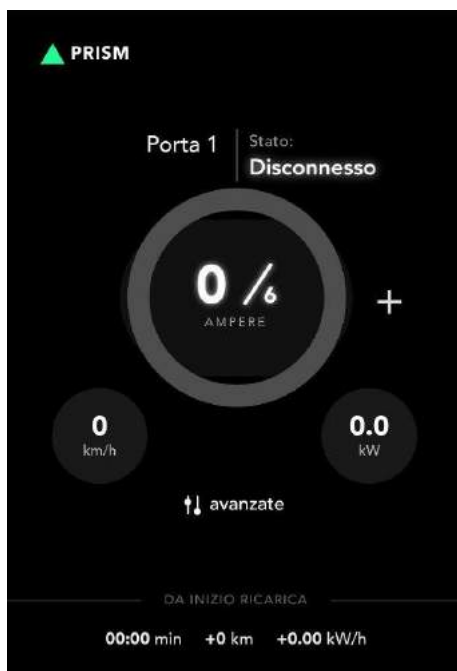 PRISM
Porta 1
Stato:
Disconnesso
0/6
AMPERE
+
0
km/h
0.0
kW
avanzate
DA INIZIO RICARICA
00:00 min +0 km +0.00 kW/h